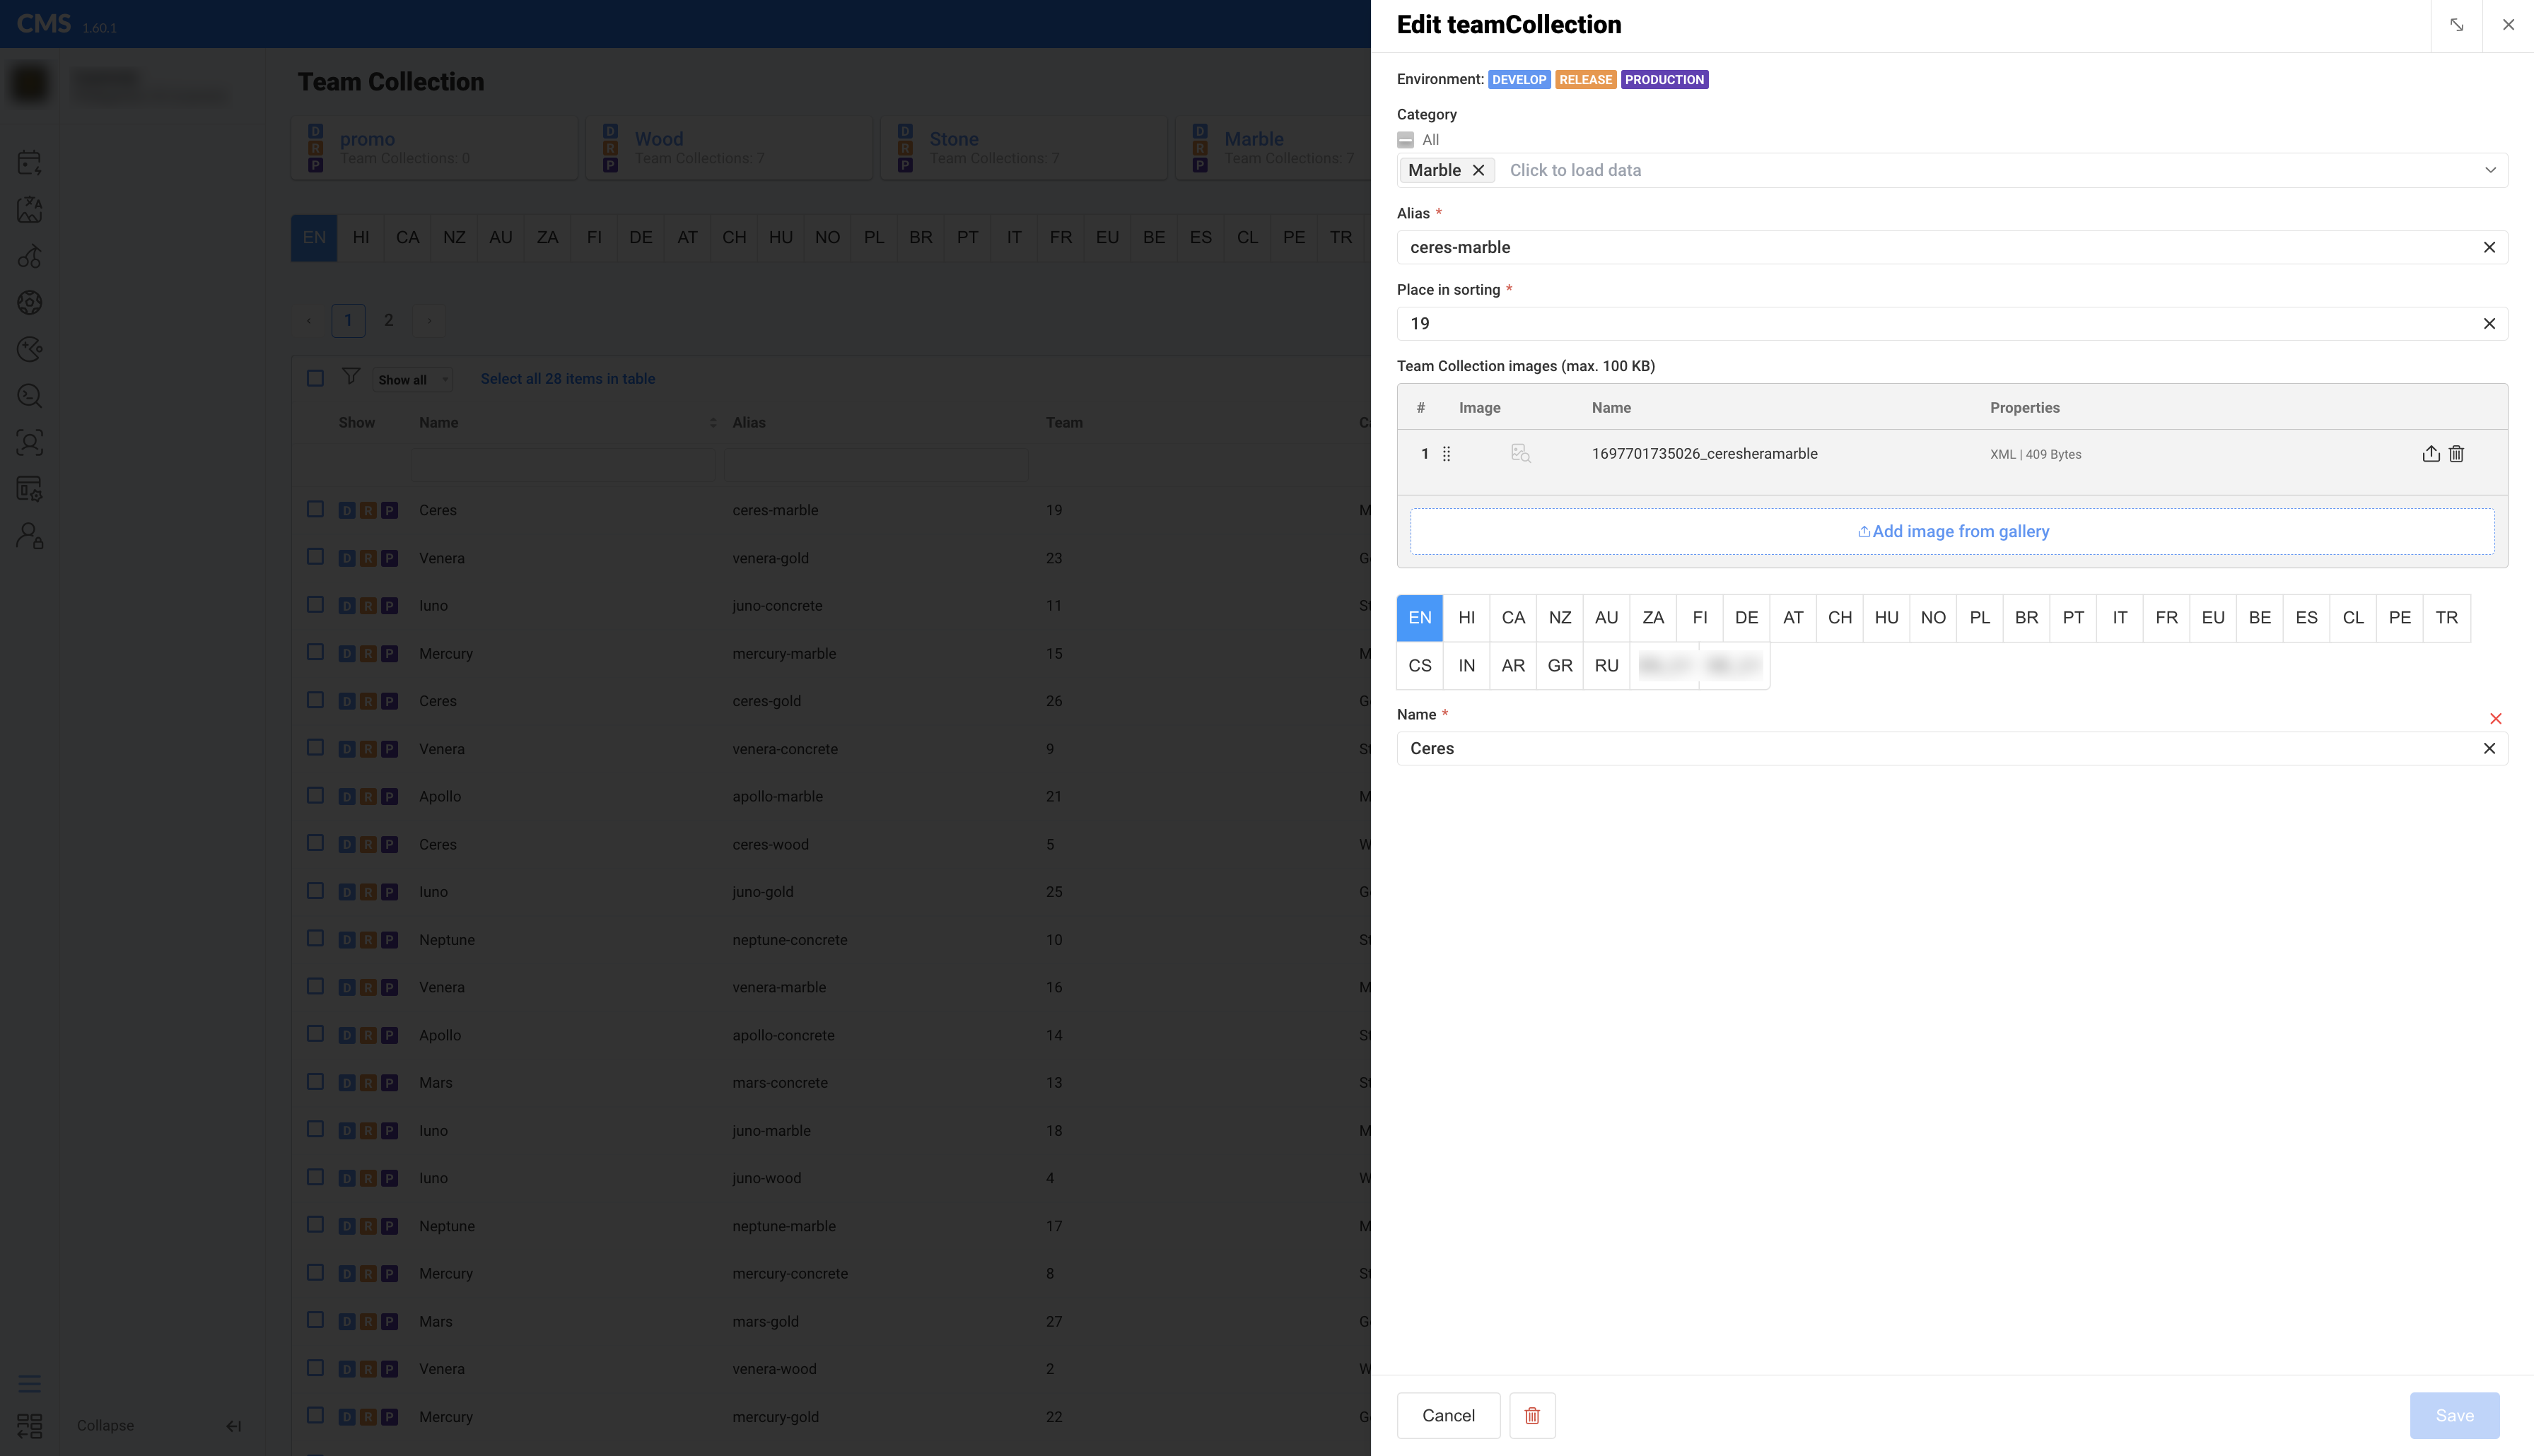 CMS 1.60.1
Team Collection
D R P promo
Team Collections: 0
D R P Wood
Team Collections: 7
D R P Stone
Team Collections: 7
D R P Marble
Team Collections: 7
EN HI CA NZ AU ZA FI DE AT CH HU NO PL BR PT IT FR EU BE ES CL PE TR
1 2
Show all Select all 28 items in table
Show Name Alias Team
D R P Ceres ceres-marble 19
D R P Venera venera-gold 23
D R P Iuno juno-concrete 11
D R P Mercury mercury-marble 15
D R P Ceres ceres-gold 26
D R P Venera venera-concrete 9
D R P Apollo apollo-marble 21
D R P Ceres ceres-wood 5
D R P Iuno juno-gold 25
D R P Neptune neptune-concrete 10
D R P Venera venera-marble 16
D R P Apollo apollo-concrete 14
D R P Mars mars-concrete 13
D R P Iuno juno-marble 18
D R P Iuno juno-wood 4
D R P Neptune neptune-marble 17
D R P Mercury mercury-concrete 8
D R P Mars mars-gold 27
D R P Venera venera-wood 2
D R P Mercury mercury-gold 22
Collapse
Edit teamCollection
Environment: DEVELOP RELEASE PRODUCTION
Category
All
Marble Click to load data
Alias *
ceres-marble
Place in sorting *
19
Team Collection images (max. 100 KB)
# Image Name Properties
1 1697701735026_ceresheramarble XML | 409 Bytes
Add image from gallery
EN HI CA NZ AU ZA FI DE AT CH HU NO PL BR PT IT FR EU BE ES CL PE TR
CS IN AR GR RU
Name *
Ceres
Cancel Save